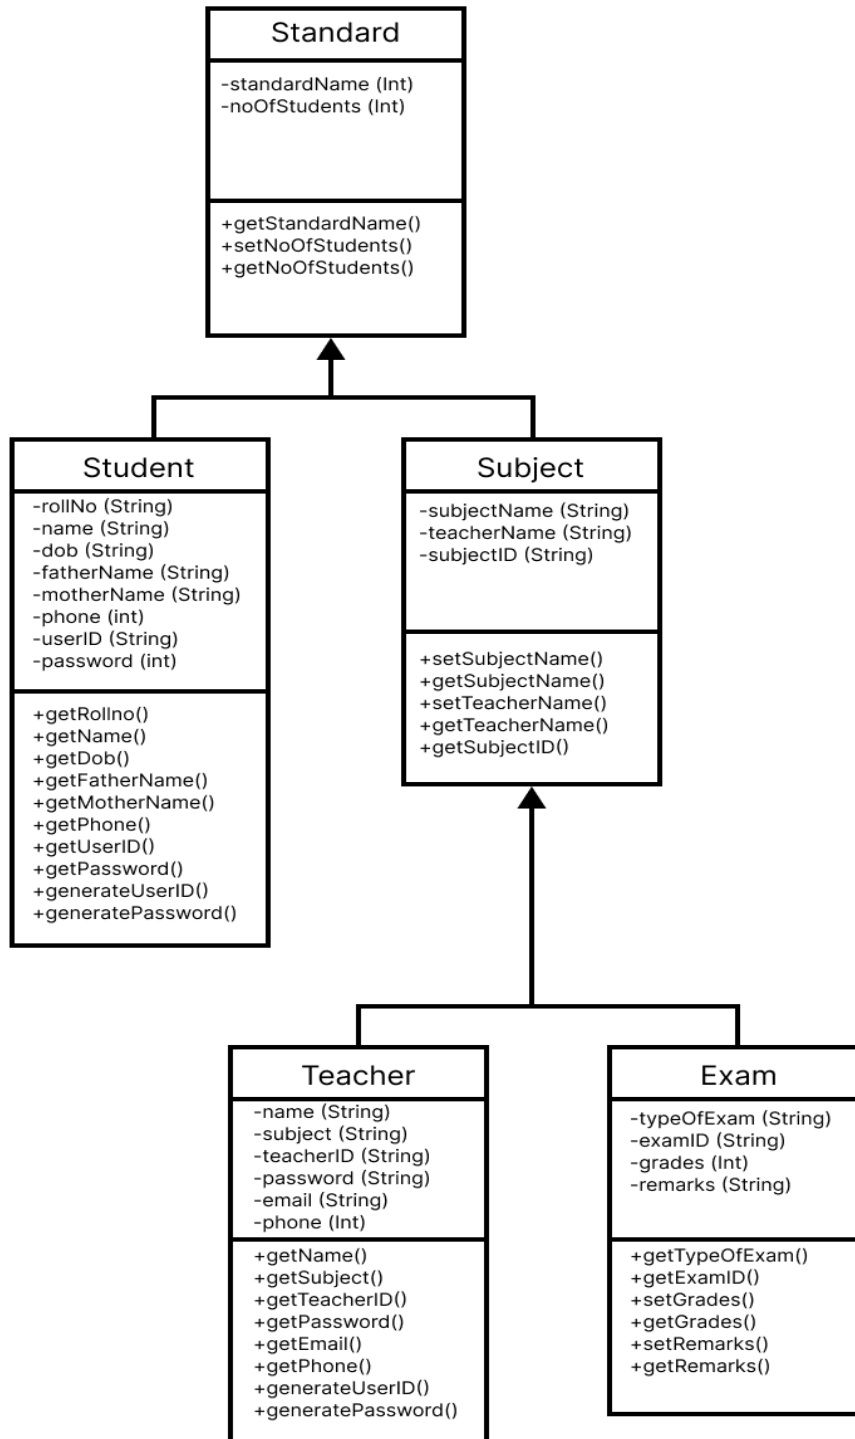 Standard
-standardName (Int)
-noOfStudents (Int)
+getStandardName()
+setNoOfStudents()
+getNoOfStudents()
Student
-rollNo (String)
-name (String)
-dob (String)
-fatherName (String)
-motherName (String)
-phone (int)
-userID (String)
-password (int)
+getRollno()
+getName()
+getDob()
+getFatherName()
+getMotherName()
+getPhone()
+getUserID()
+getPassword()
+generateUserID()
+generatePassword()
Subject
-subjectName (String)
-teacherName (String)
-subjectID (String)
+setSubjectName()
+getSubjectName()
+setTeacherName()
+getTeacherName()
+getSubjectID()
Teacher
-name (String)
-subject (String)
-teacherID (String)
-password (String)
-email (String)
-phone (Int)
+getName()
+getSubject()
+getTeacherID()
+getPassword()
+getEmail()
+getPhone()
+generateUserID()
+generatePassword()
Exam
-typeOfExam (String)
-examID (String)
-grades (Int)
-remarks (String)
+getTypeOfExam()
+getExamID()
+setGrades()
+getGrades()
+setRemarks()
+getRemarks()